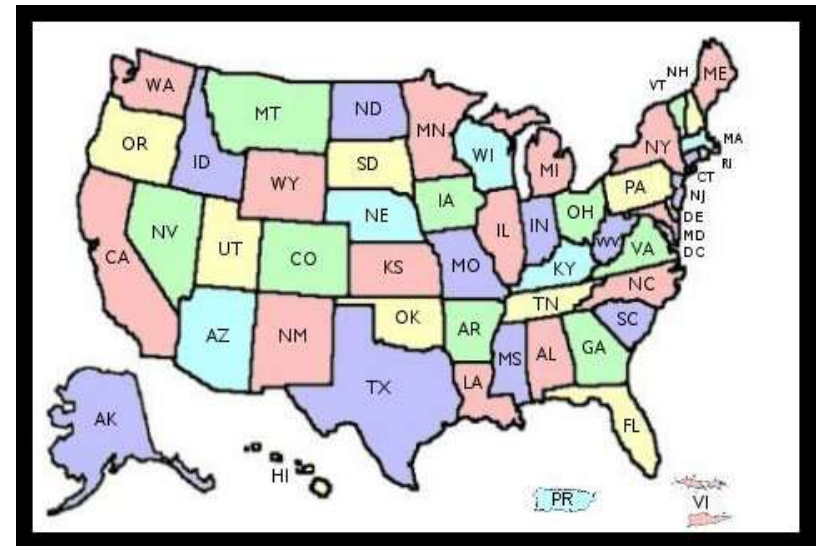 WA
MT
ND
MN
OR
ID
SD
WI
MI
VT
NH
ME
MA
RI
CT
NY
PA
NJ
DE
MD
DC
WY
NE
IA
IL
IN
OH
WV
VA
NV
UT
CO
KS
MO
KY
CA
AZ
NM
OK
AR
TN
NC
SC
TX
LA
MS
AL
GA
FL
AK
HI
PR
VI